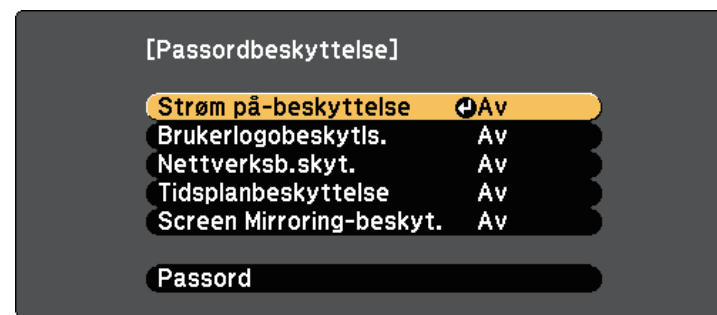 [Passordbeskyttelse]
Strøm på-beskyttelse Av
Brukerlogobeskytls. Av
Nettverksb.skyt. Av
Tidsplanbeskyttelse Av
Screen Mirroring-beskyt. Av
Passord